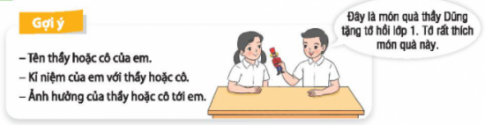 Gợi ý
– Tên thầy hoặc cô của em.
– Kỉ niệm của em với thầy hoặc cô.
– Ảnh hưởng của thầy hoặc cô tới em.
Đây là món quà thầy Dũng
tặng tớ hồi lớp 1. Tớ rất thích
món quà này.